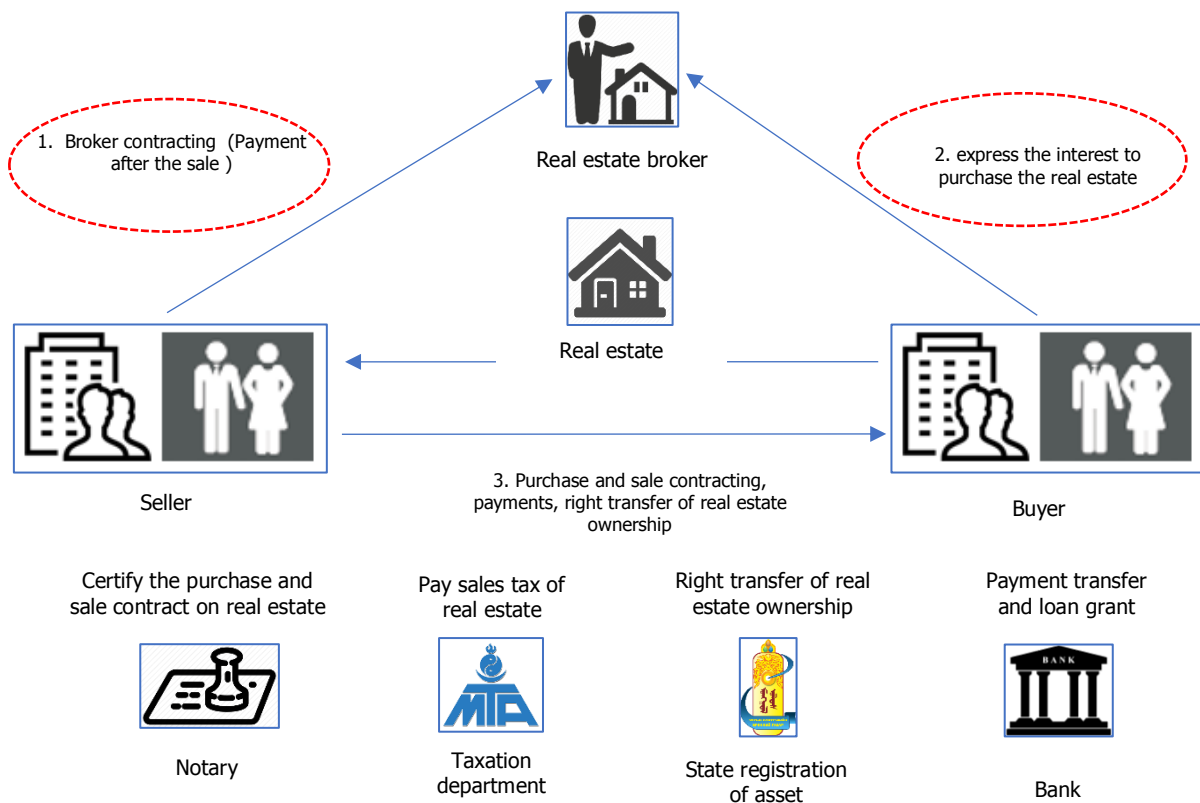 Real estate broker
1. Broker contracting (Payment
after the sale )
2. express the interest to
purchase the real estate
Real estate
Seller
3. Purchase and sale contracting,
payments, right transfer of real estate
ownership
Buyer
Certify the purchase and
sale contract on real estate
Pay sales tax of
real estate
Right transfer of real
estate ownership
Payment transfer
and loan grant
MTA
BANK
Notary
Taxation
department
State registration
of asset
Bank